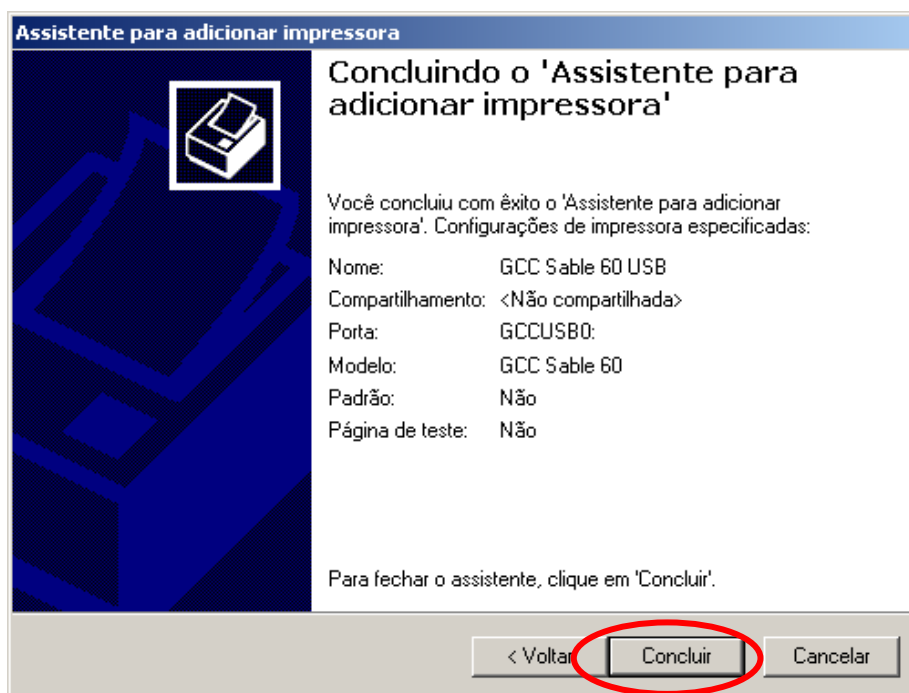 Assistente para adicionar impressora
Concluindo o 'Assistente para
adicionar impressora'
Você concluiu com êxito o 'Assistente para adicionar
impressora'. Configurações de impressora especificadas:
Nome: GCC Sable 60 USB
Compartilhamento: <Não compartilhada>
Porta: GCCUSB0:
Modelo: GCC Sable 60
Padrão: Não
Página de teste: Não
Para fechar o assistente, clique em 'Concluir'.
< Voltar Concluir Cancelar